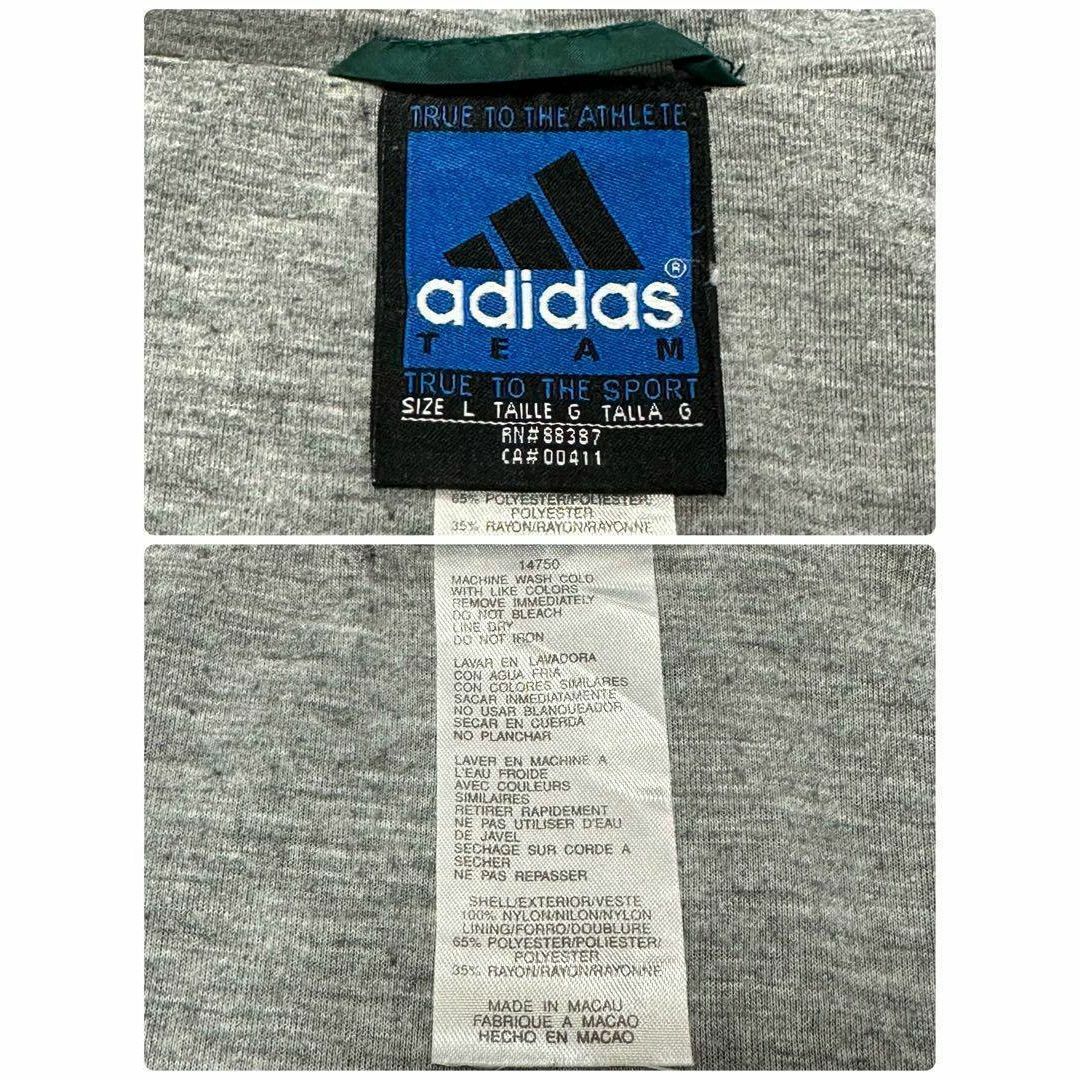 TRUE TO THE ATHLETE
adidas®
TEAM
TRUE TO THE SPORT
SIZE L TAILLE G TALLA G
RN#88387
CA#00411
65% POLYESTER/POLIESTER/
POLYESTER
35% RAYON/RAYON/RAYONNE
14750
MACHINE WASH COLD
WITH LIKE COLORS
REMOVE IMMEDIATELY
DO NOT BLEACH
LINE DRY
DO NOT IRON
LAVAR EN LAVADORA
CON AGUA FRIA
CON COLORES SIMILARES
SACAR INMEDIATAMENTE
NO USAR BLANQUEADOR
SECAR EN CUERDA
NO PLANCHAR
LAVER EN MACHINE A
L'EAU FROIDE
AVEC COULEURS
SIMILAIRES
RETIRER RAPIDEMENT
NE PAS UTILISER D'EAU
DE JAVEL
SECHAGE SUR CORDE A
SECHER
NE PAS REPASSER
SHELL/EXTERIOR/VESTE
100% NYLON/NILON/NYLON
LINING/FORRO/DOUBLURE
65% POLYESTER/POLIESTER/
POLYESTER
35% RAYON/RAYON/RAYONNE
MADE IN MACAU
FABRIQUE A MACAO
HECHO EN MACAO